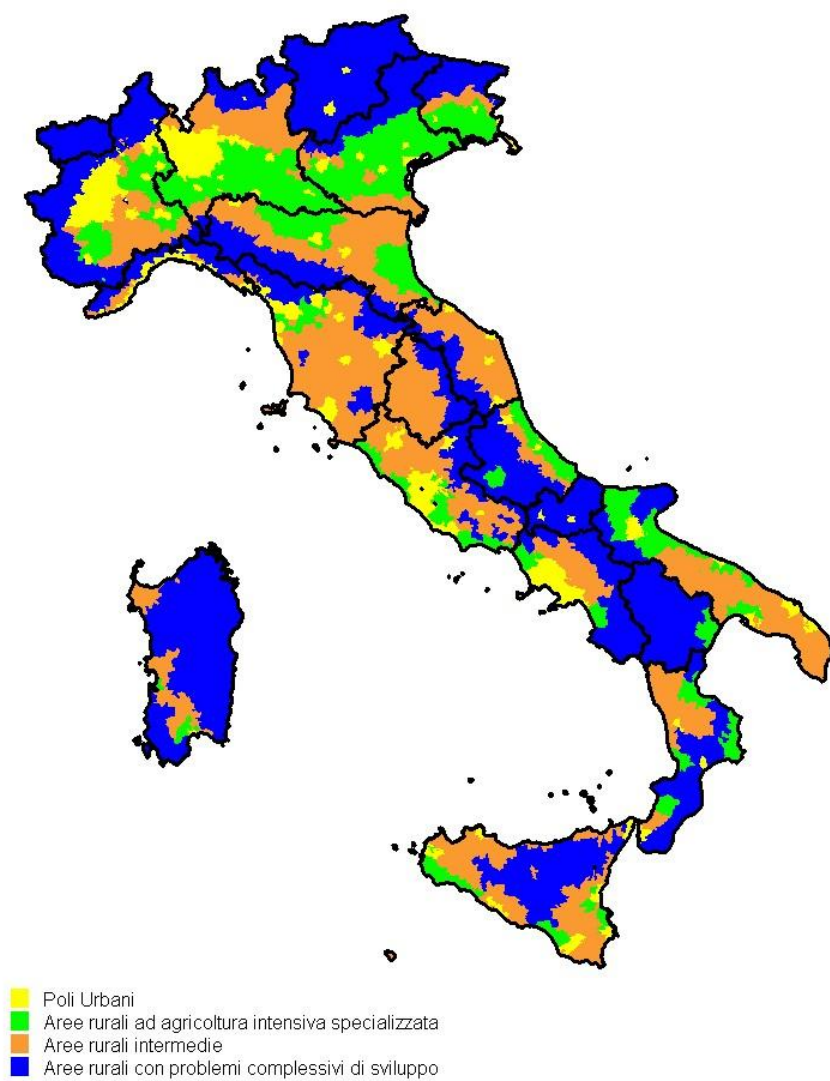 Poli Urbani
Aree rurali ad agricoltura intensiva specializzata
Aree rurali intermedie
Aree rurali con problemi complessivi di sviluppo